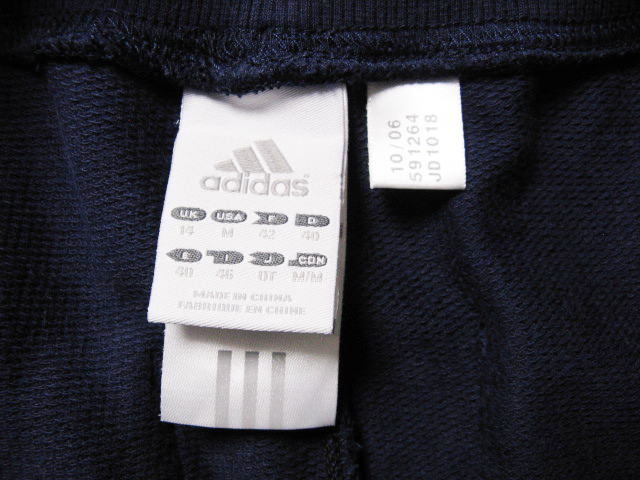 adidas
UK USA F D
14 M 42 40
E I J CDN
40 46 OT M/M
MADE IN CHINA
FABRIQUE EN CHINE
10/06
591264
JD1018